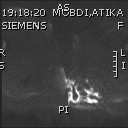 AS
19:18:20 MOBDI,ATIKA
SIEMENS F
R L
S I
PI